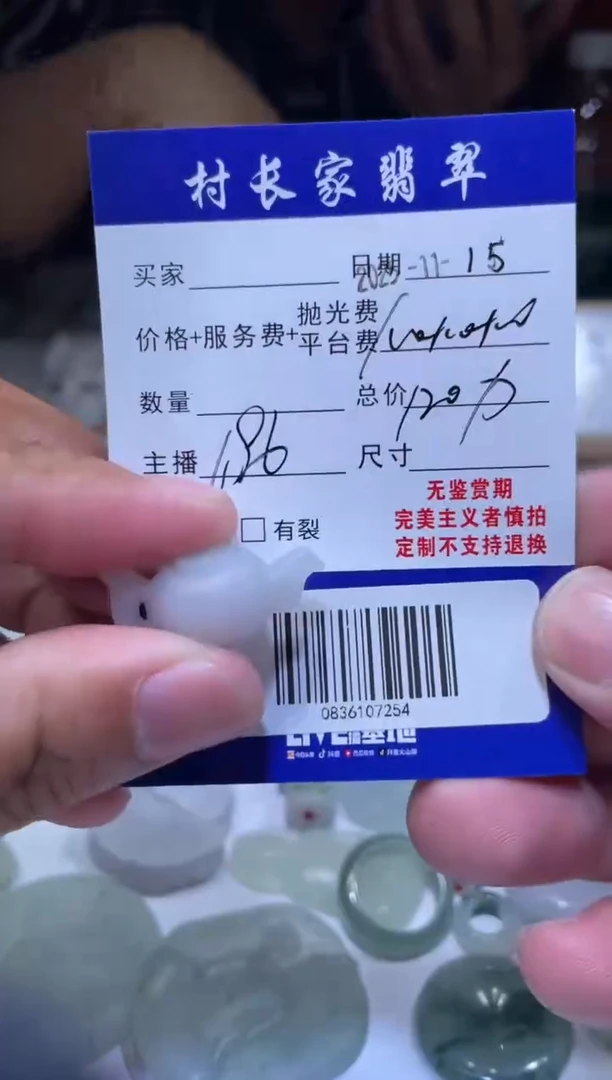 村长家翡翠
买家 日期 2025-11-15
价格+服务费+抛光费
平台费
数量 总价
主播 186 尺寸
无鉴赏期
有裂 完美主义者慎拍
定制不支持退换
0836107254